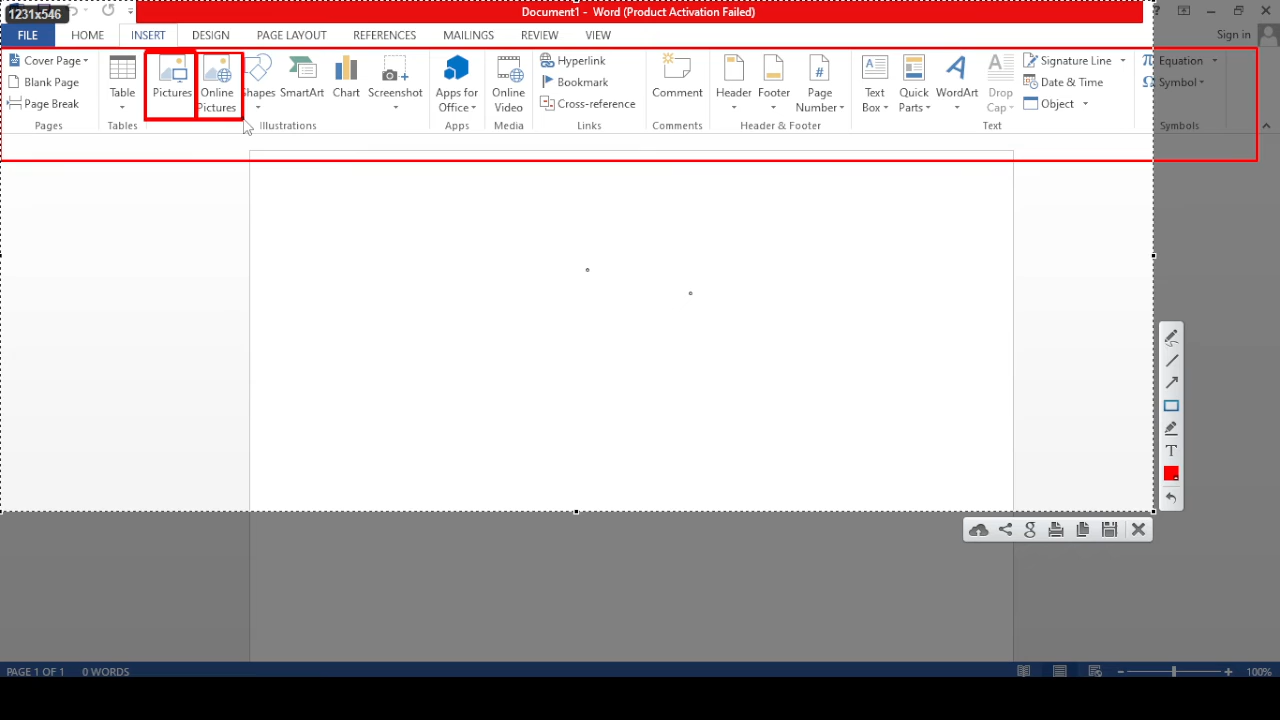 1231x546
Document1 - Word (Product Activation Failed)
?
FILE HOME INSERT DESIGN PAGE LAYOUT REFERENCES MAILINGS REVIEW VIEW Sign in
Cover Page
Blank Page
Page Break
Pages
Table
Tables
Pictures
Online
Pictures
Shapes
SmartArt
Chart
Screenshot
Illustrations
Apps for
Office
Apps
Online
Video
Media
Hyperlink
Bookmark
Cross-reference
Links
Comment
Comments
Header
Footer
Page
Number
Header & Footer
Text
Box
Quick
Parts
WordArt
Drop
Cap
Signature Line
Date & Time
Object
Text
π Equation
Ω Symbol
Symbols
T
g
PAGE 1 OF 1 0 WORDS 100%